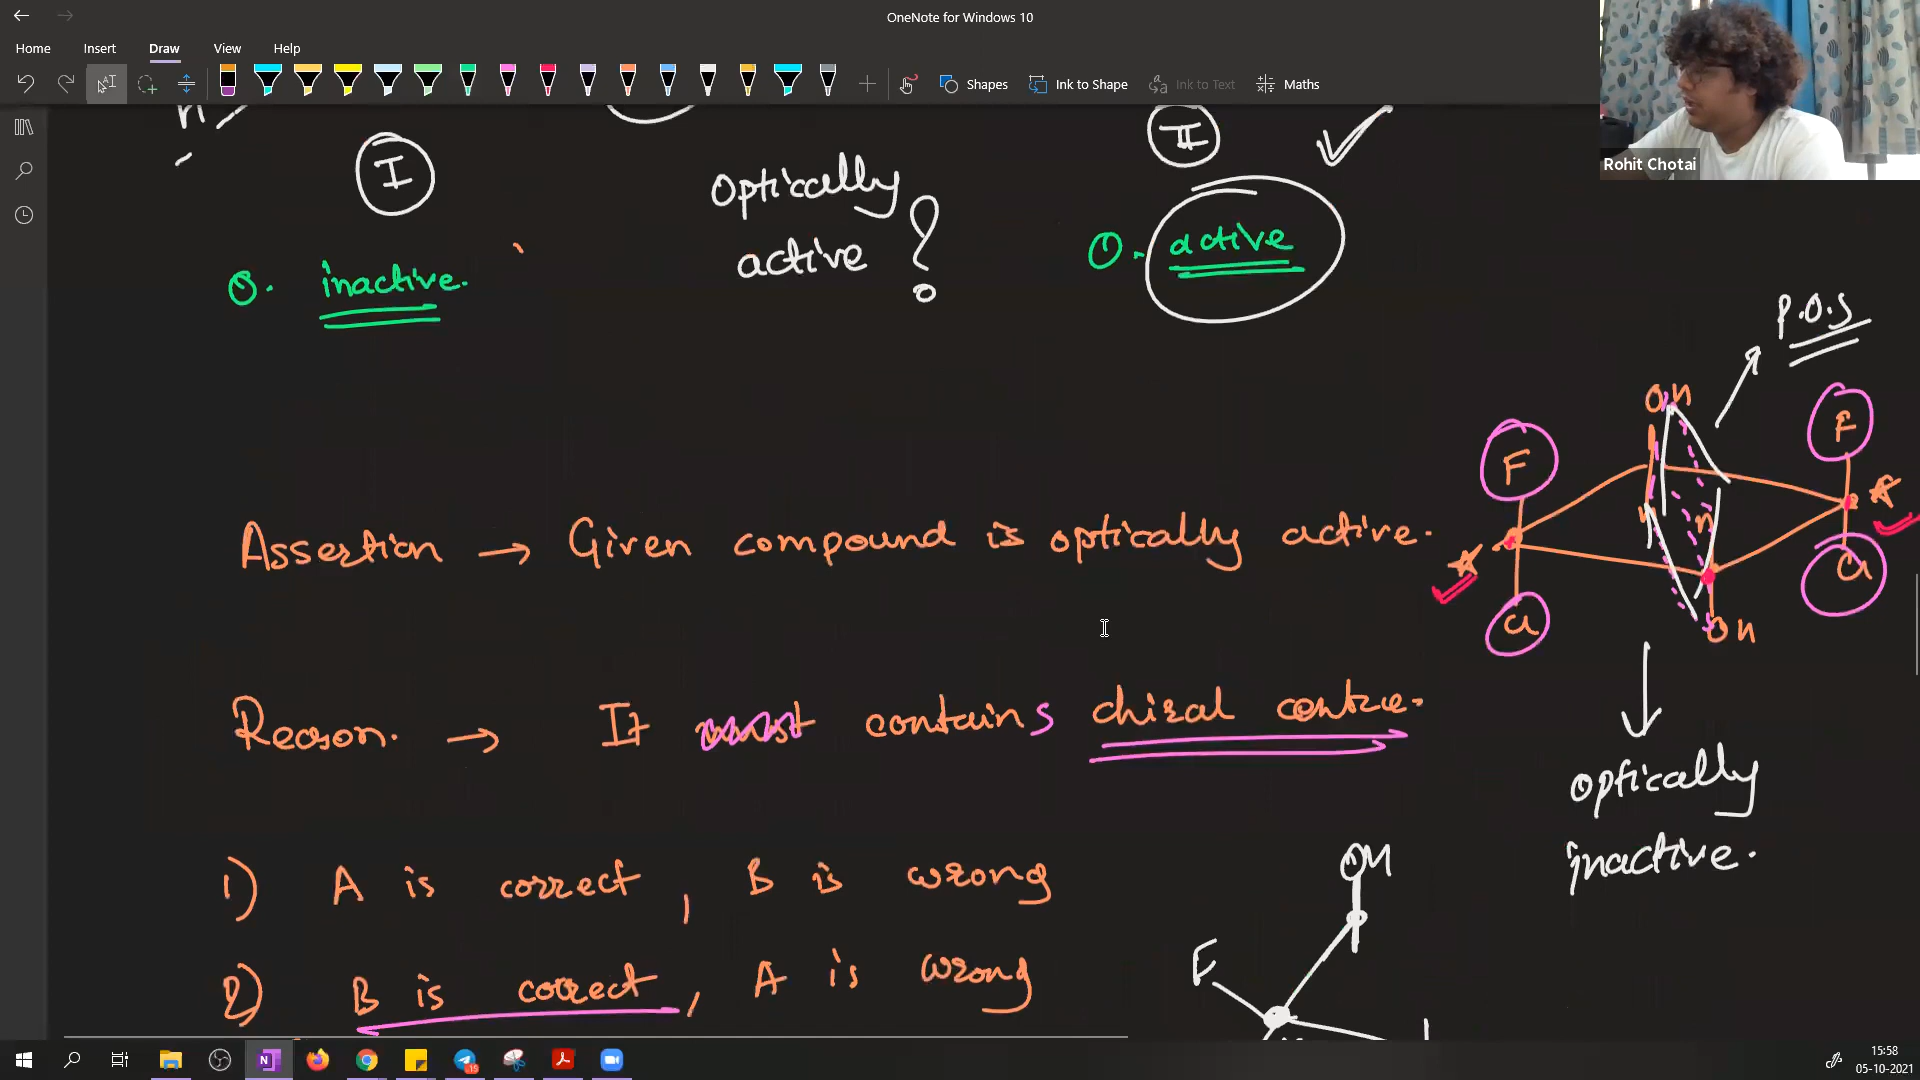 OneNote for Windows 10
Home Insert Draw View Help
Shapes Ink to Shape Ink to Text Maths
Rohit Chotai
I
II
Optically
active ?
O. inactive.
O. active
P.O.S
OH
F
F
H
H
Cl
Cl
OH
Assertion → Given compound is optically active.
Reason. → It must contains chiral centre.
optically
inactive.
1) A is correct, B is wrong
2) B is correct, A is wrong
OH
F
15:58
05-10-2021